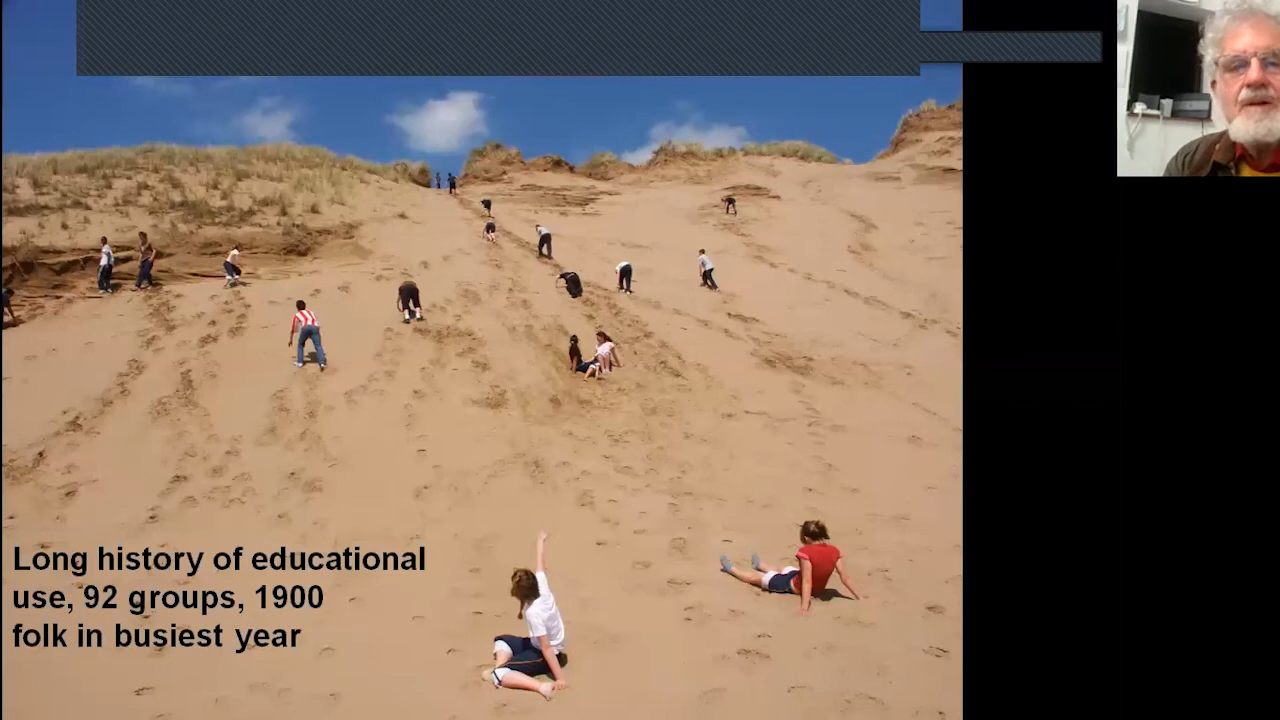 Long history of educational
use, 92 groups, 1900
folk in busiest year